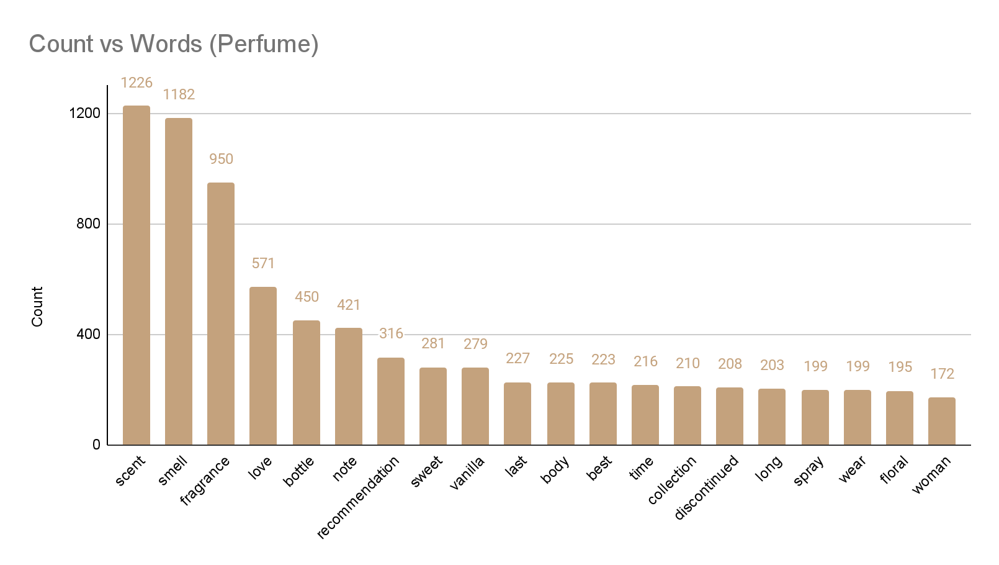 Count vs Words (Perfume)
1226
1182
950
571
450
421
316
281
279
227
225
223
216
210
208
203
199
199
195
172
1200
800
400
0
Count
scent
smell
fragrance
love
bottle
note
recommendation
sweet
vanilla
last
body
best
time
collection
discontinued
long
spray
wear
floral
woman